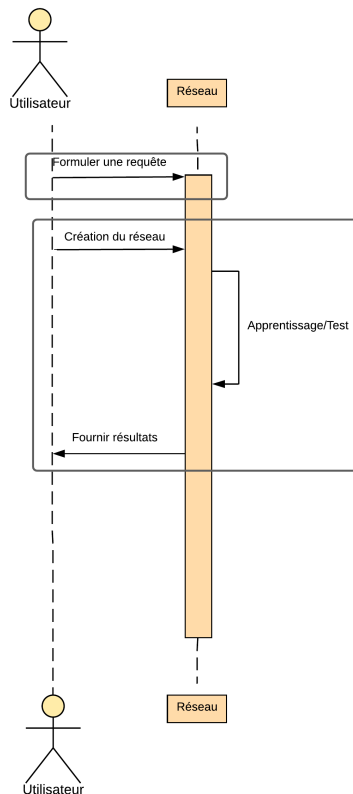 Utilisateur
Réseau
Formuler une requête
Création du réseau
Apprentissage/Test
Fournir résultats
Réseau
Utilisateur